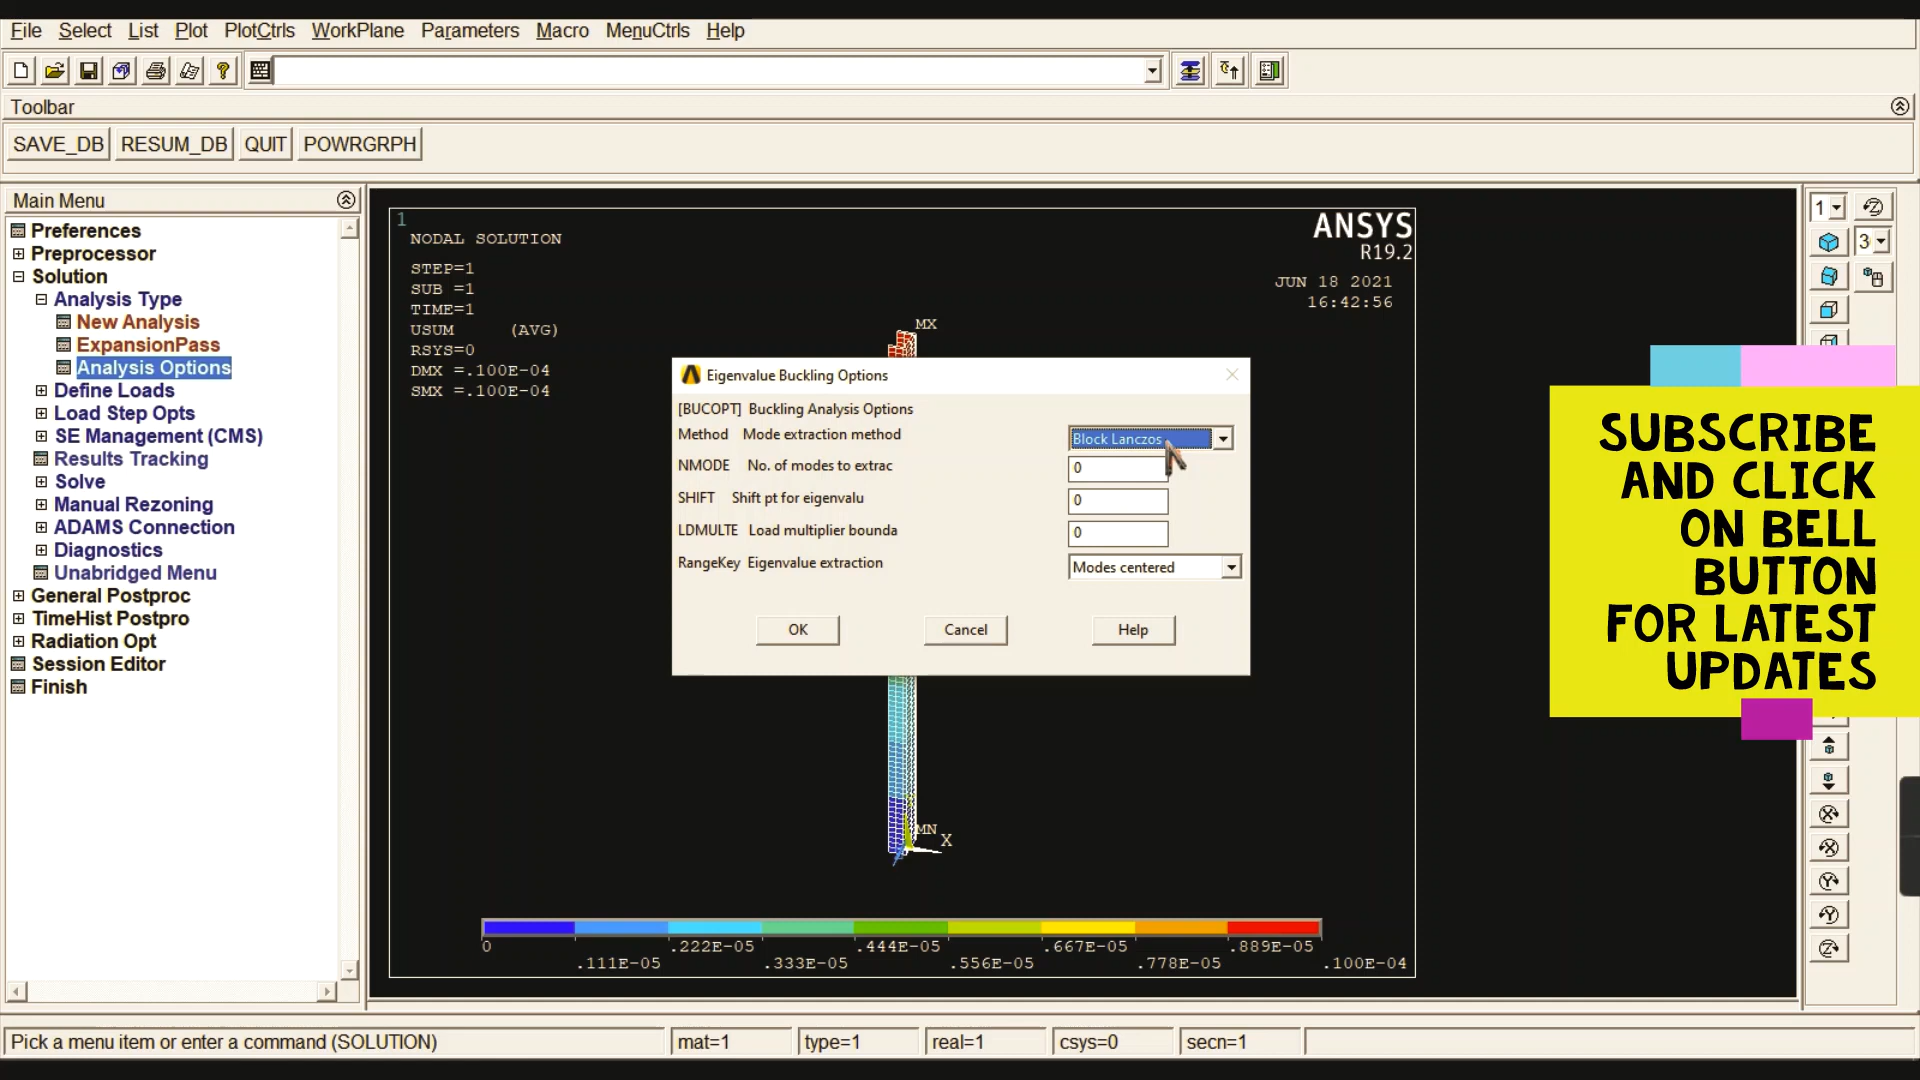 File Select List Plot PlotCtrls WorkPlane Parameters Macro MenuCtrls Help
Toolbar
SAVE_DB RESUM_DB QUIT POWRGRPH
Main Menu
Preferences
Preprocessor
Solution
Analysis Type
New Analysis
ExpansionPass
Analysis Options
Define Loads
Load Step Opts
SE Management (CMS)
Results Tracking
Solve
Manual Rezoning
ADAMS Connection
Diagnostics
Unabridged Menu
General Postproc
TimeHist Postpro
Radiation Opt
Session Editor
Finish
1
NODAL SOLUTION
STEP=1
SUB =1
TIME=1
USUM (AVG)
RSYS=0
DMX =.100E-04
SMX =.100E-04
ANSYS
R19.2
JUN 18 2021
16:42:56
MX
Eigenvalue Buckling Options
[BUCOPT] Buckling Analysis Options
Method Mode extraction method Block Lanczos
NMODE No. of modes to extrac 0
SHIFT Shift pt for eigenvalu 0
LDMULTE Load multiplier bounda 0
RangeKey Eigenvalue extraction Modes centered
OK Cancel Help
MN
X
0 .222E-05 .444E-05 .667E-05 .889E-05
.111E-05 .333E-05 .556E-05 .778E-05 .100E-04
1
3
SUBSCRIBE
AND CLICK
ON BELL
BUTTON
FOR LATEST
UPDATES
Pick a menu item or enter a command (SOLUTION) mat=1 type=1 real=1 csys=0 secn=1